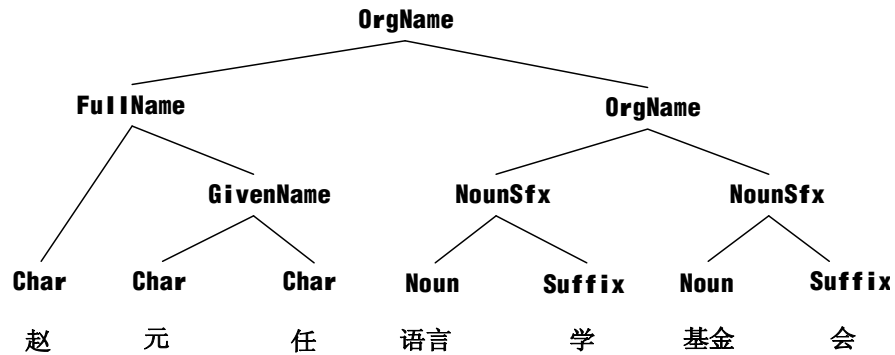 OrgName
FullName OrgName
GivenName NounSfx NounSfx
Char Char Char Noun Suffix Noun Suffix
赵 元 任 语言 学 基金 会